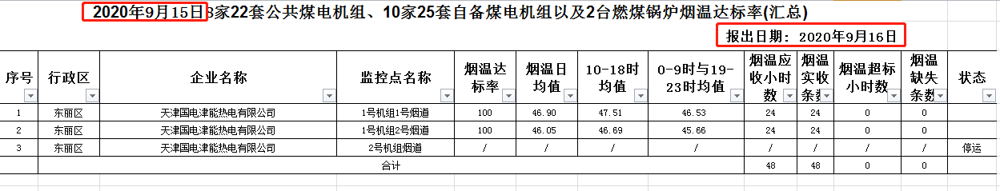 2020年9月15日3家22套公共煤电机组、10家25套自备煤电机组以及2台燃煤锅炉烟温达标率(汇总)
报出日期: 2020年9月16日
序号 行政区 企业名称 监控点名称 烟温达标率 烟温日均值 10-18时均值 0-9时与19-23时均值 烟温应收小时数 烟温实收条数 烟温超标小时数 烟温缺失条数 状态
1 东丽区 天津国电津能热电有限公司 1号机组1号烟道 100 46.90 47.51 46.53 24 24 0 0
2 东丽区 天津国电津能热电有限公司 1号机组2号烟道 100 46.05 46.69 45.66 24 24 0 0
3 东丽区 天津国电津能热电有限公司 2号机组烟道 / / / / / / / / 停运
合计 48 48 0 0